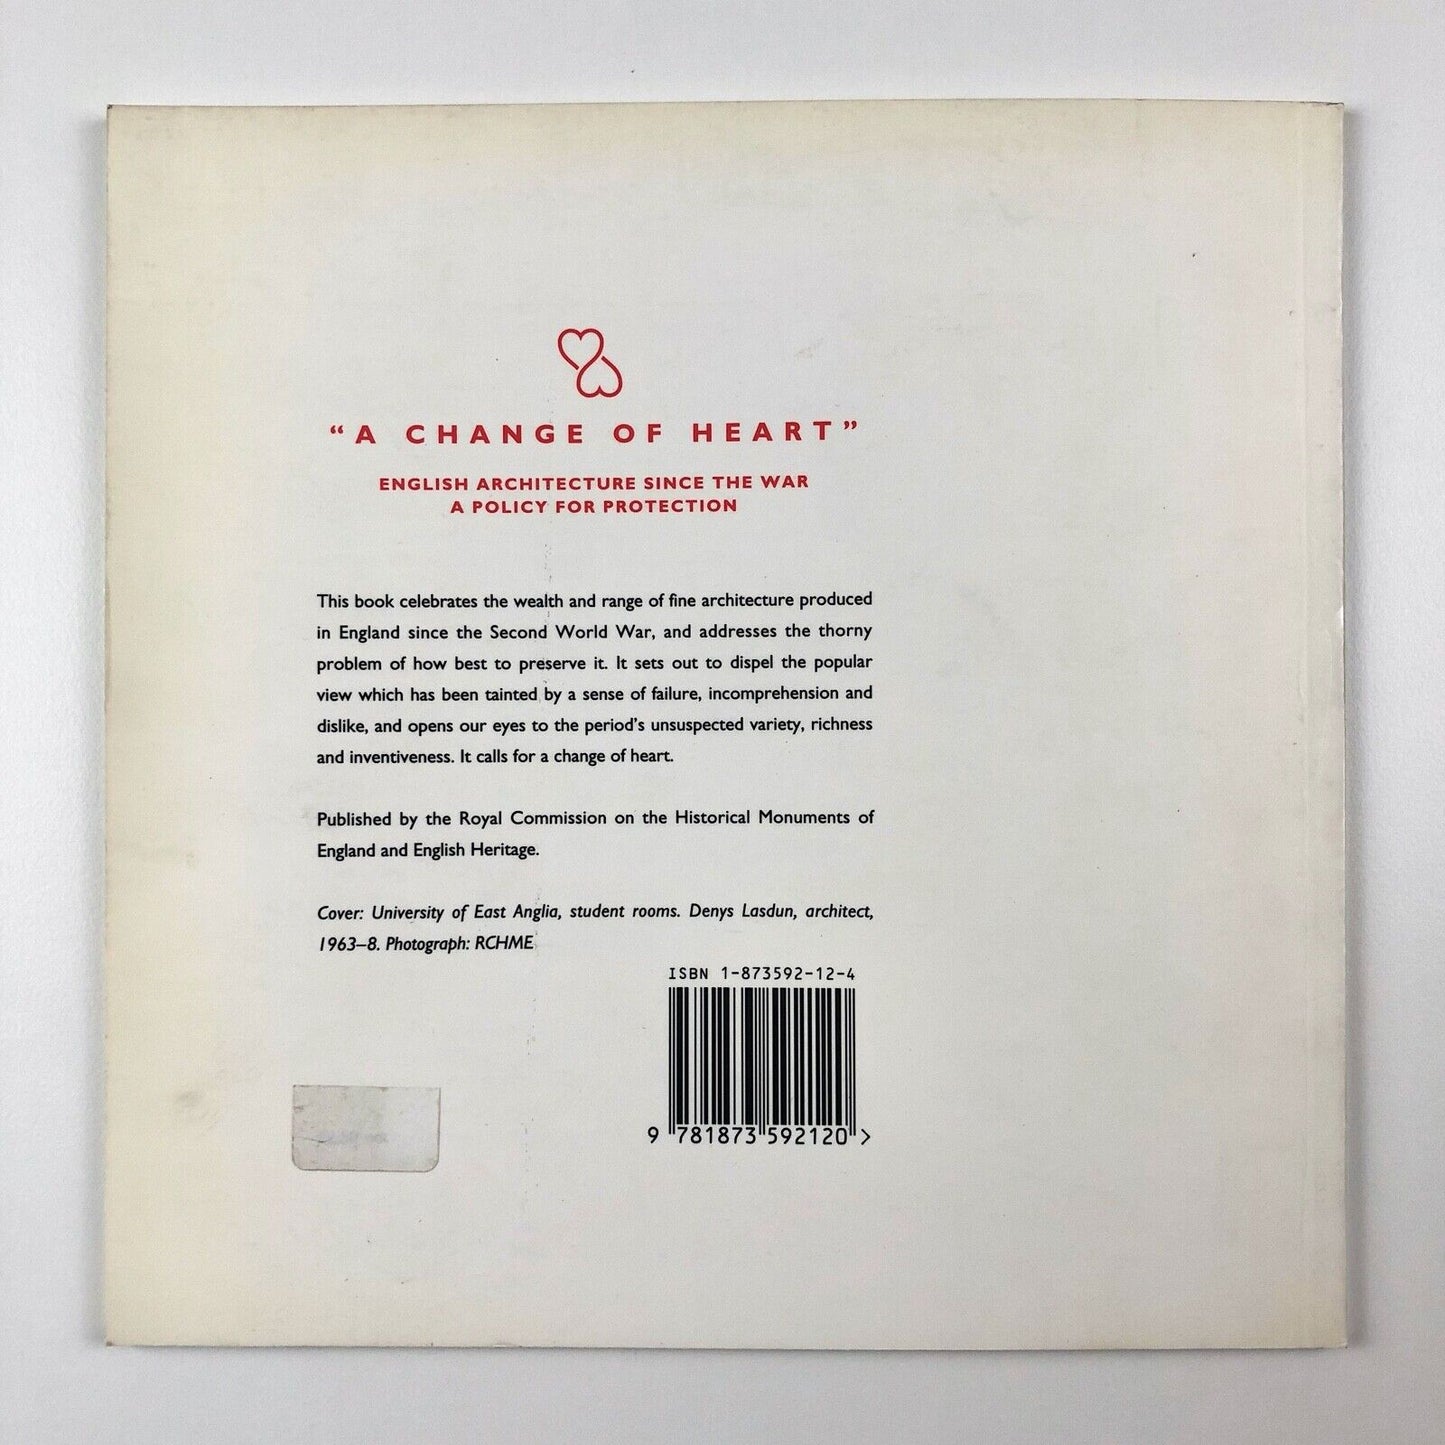 “A CHANGE OF HEART”
ENGLISH ARCHITECTURE SINCE THE WAR
A POLICY FOR PROTECTION
This book celebrates the wealth and range of fine architecture produced
in England since the Second World War, and addresses the thorny
problem of how best to preserve it. It sets out to dispel the popular
view which has been tainted by a sense of failure, incomprehension and
dislike, and opens our eyes to the period’s unsuspected variety, richness
and inventiveness. It calls for a change of heart.
Published by the Royal Commission on the Historical Monuments of
England and English Heritage.
Cover: University of East Anglia, student rooms. Denys Lasdun, architect,
1963–8. Photograph: RCHME
ISBN 1-873592-12-4
9 781873 592120 >